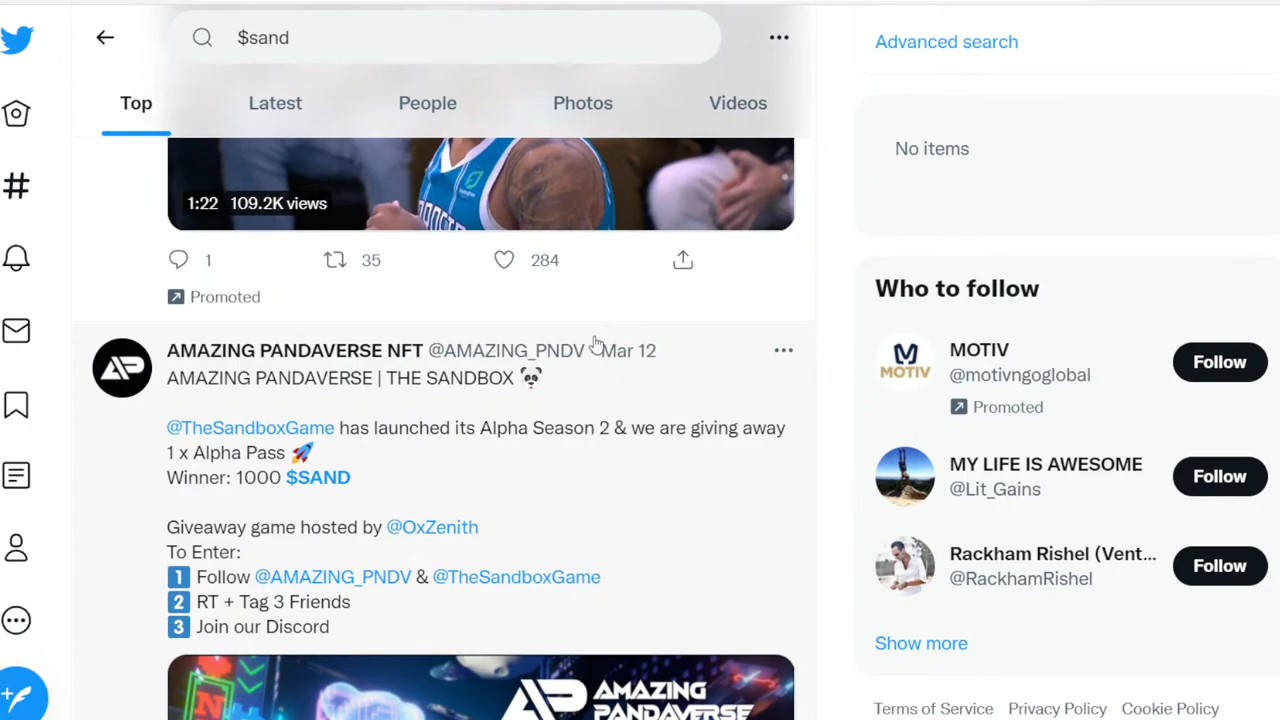 $sand
Top Latest People Photos Videos
1:22 109.2K views
1 35 284
Promoted
AMAZING PANDAVERSE NFT @AMAZING_PNDV Mar 12
AMAZING PANDAVERSE | THE SANDBOX 🐼
@TheSandboxGame has launched its Alpha Season 2 & we are giving away
1 x Alpha Pass 🚀
Winner: 1000 $SAND
Giveaway game hosted by @OxZenith
To Enter:
1 Follow @AMAZING_PNDV & @TheSandboxGame
2 RT + Tag 3 Friends
3 Join our Discord
AP AMAZING
PANDAVERSE
Advanced search
No items
Who to follow
MOTIV
MOTIV
@motivngoglobal
Follow
Promoted
MY LIFE IS AWESOME
@Lit_Gains
Follow
Rackham Rishel (Vent...
@RackhamRishel
Follow
Show more
Terms of Service Privacy Policy Cookie Policy